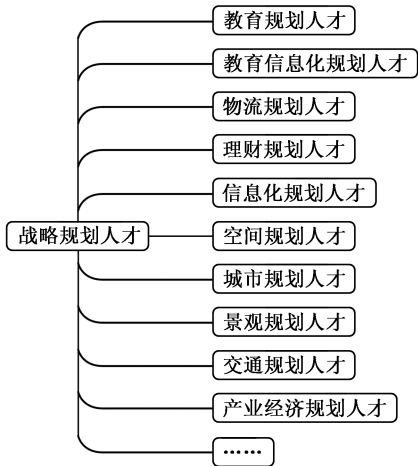 教育规划人才
教育信息化规划人才
物流规划人才
理财规划人才
信息化规划人才
战略规划人才
空间规划人才
城市规划人才
景观规划人才
交通规划人才
产业经济规划人才
……